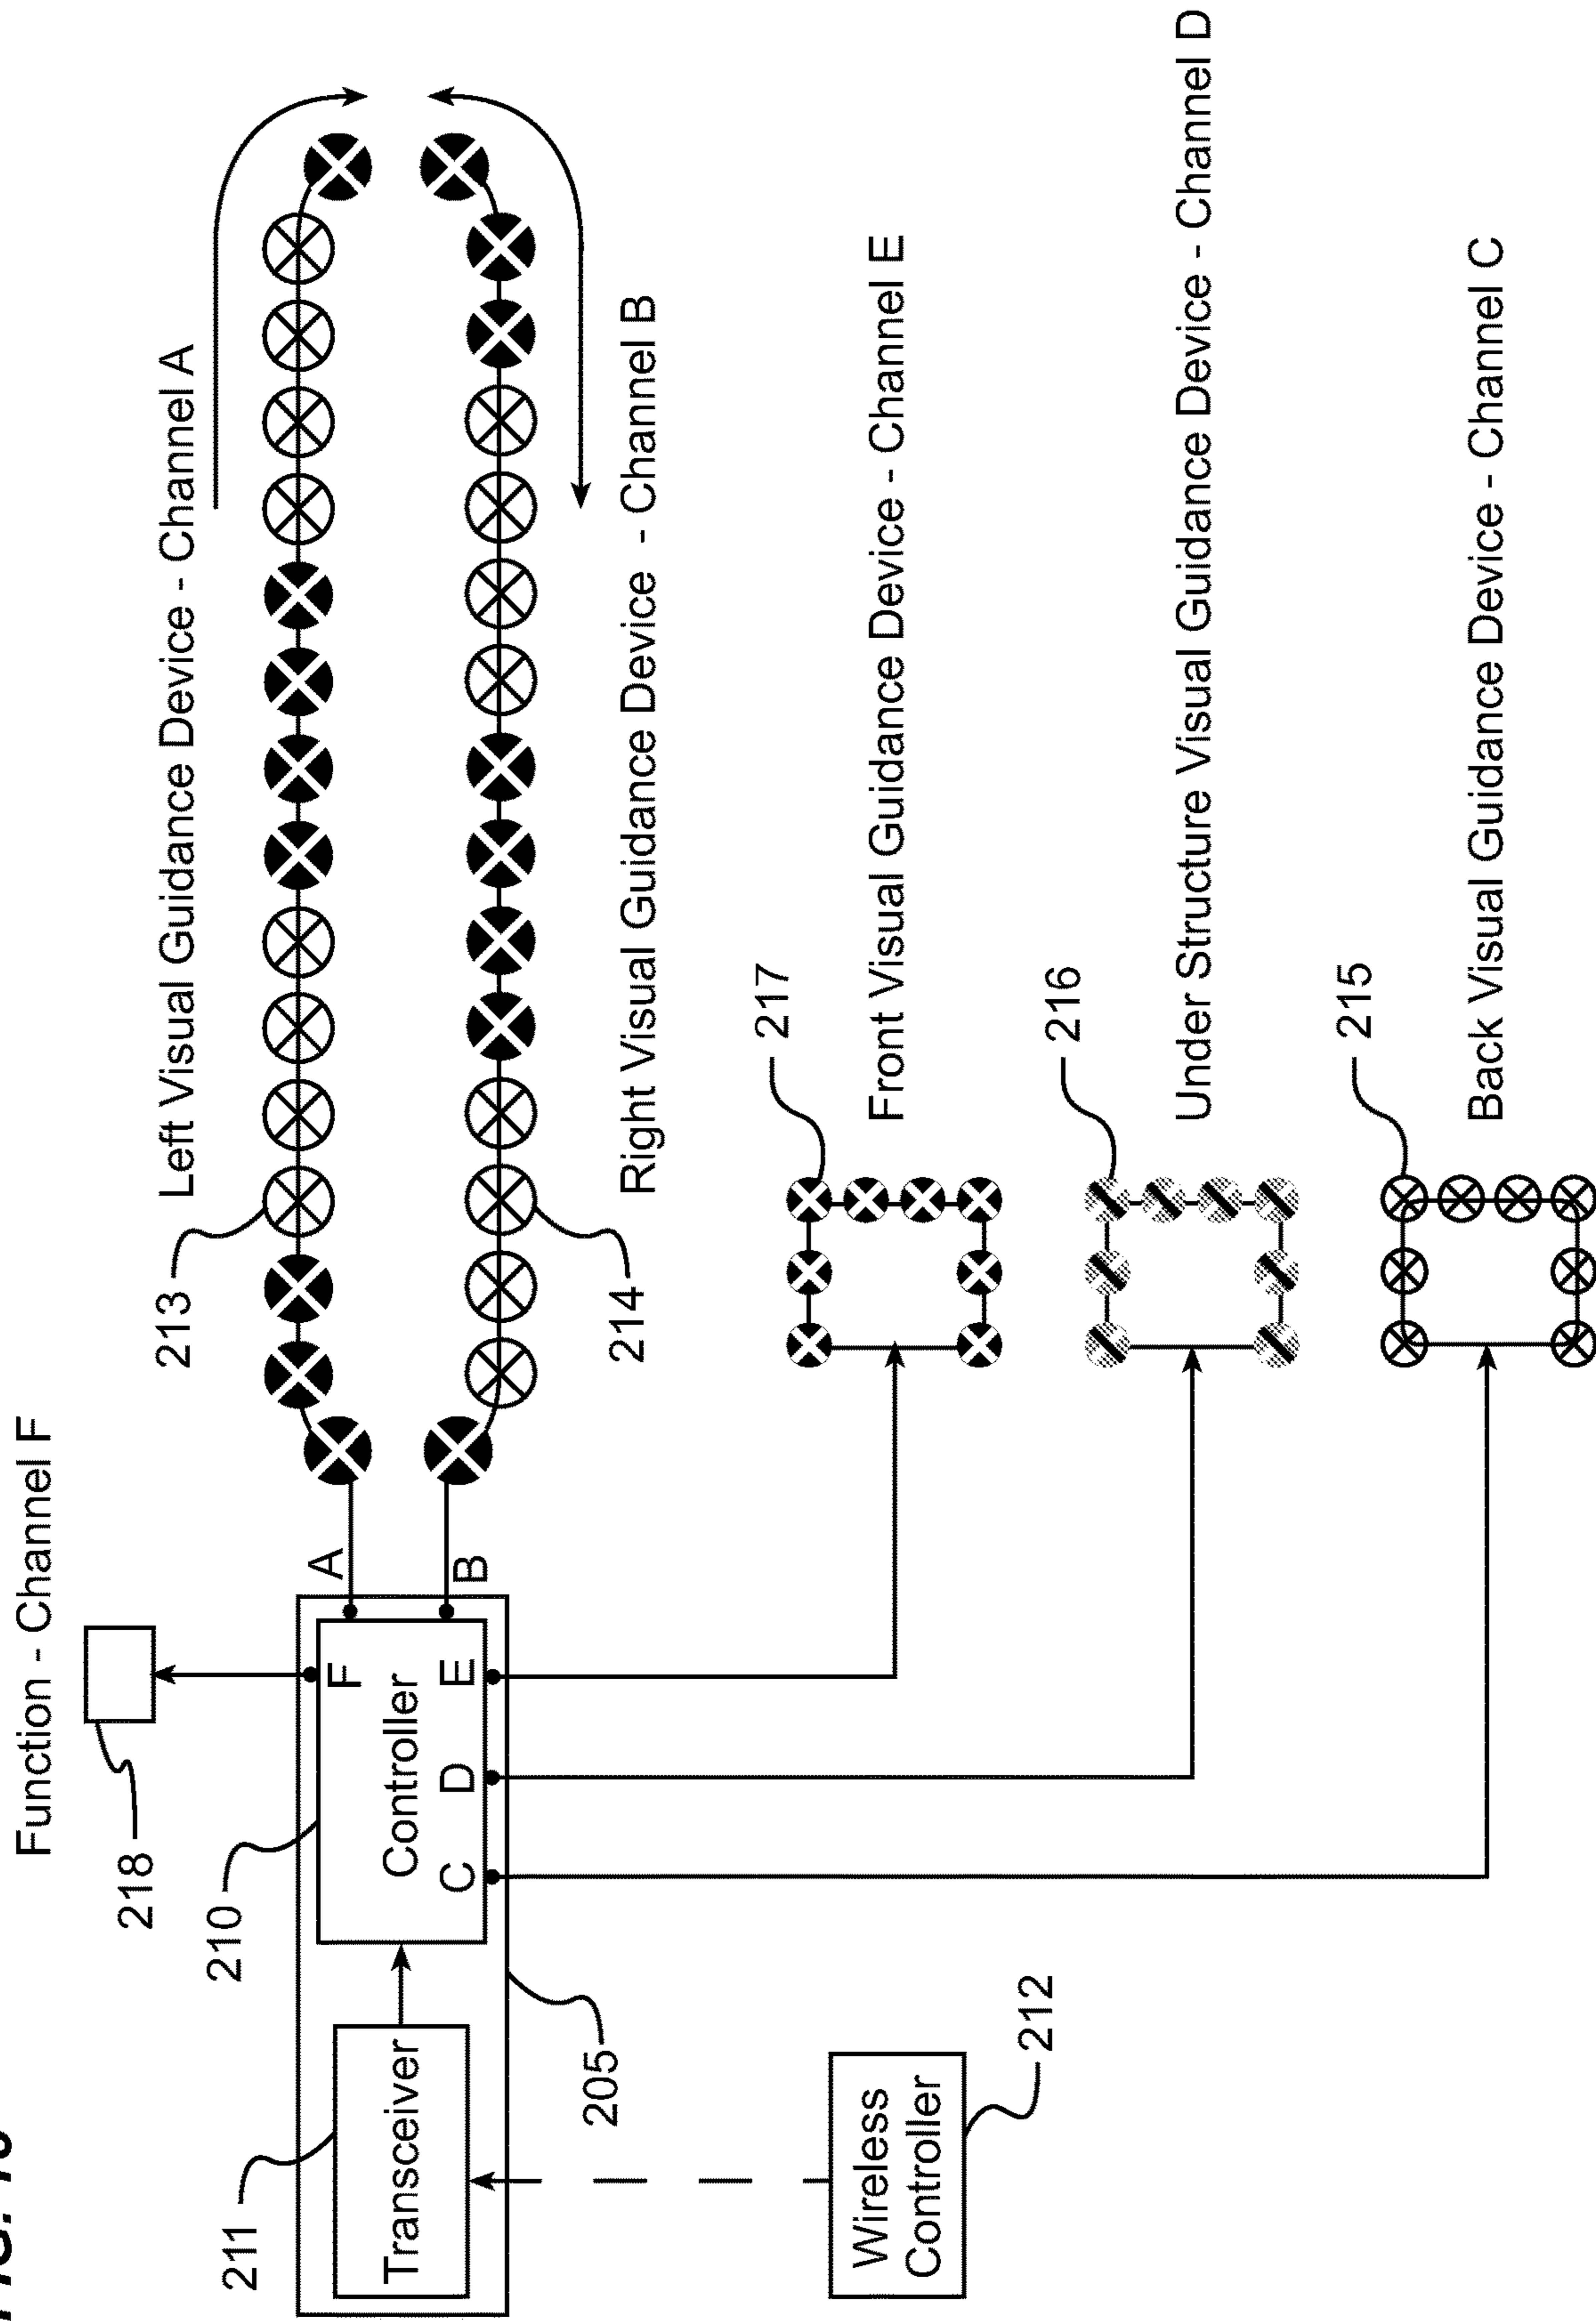 Function - Channel F
218
213
Left Visual Guidance Device - Channel A
210
211
A
F
Transceiver
Controller
C D E
B
205
214
Right Visual Guidance Device - Channel B
217
Wireless
Controller
Front Visual Guidance Device - Channel E
212
216
Under Structure Visual Guidance Device - Channel D
215
Back Visual Guidance Device - Channel C